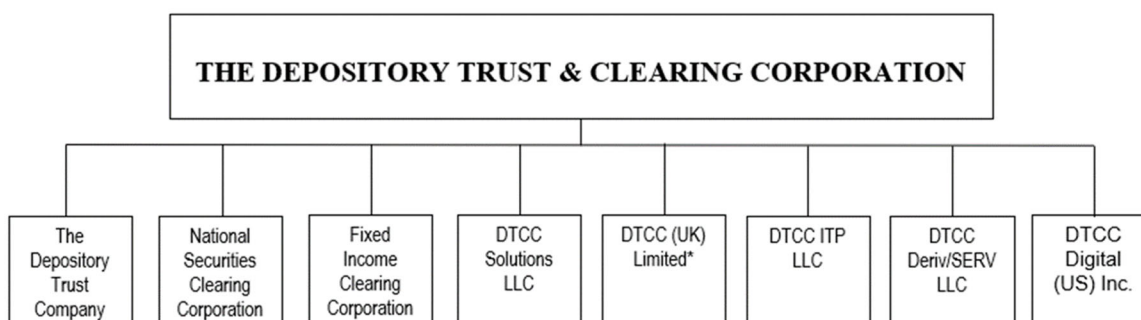 THE DEPOSITORY TRUST & CLEARING CORPORATION
The
Depository
Trust
Company
National
Securities
Clearing
Corporation
Fixed
Income
Clearing
Corporation
DTCC
Solutions
LLC
DTCC (UK)
Limited*
DTCC ITP
LLC
DTCC
Deriv/SERV
LLC
DTCC
Digital
(US) Inc.